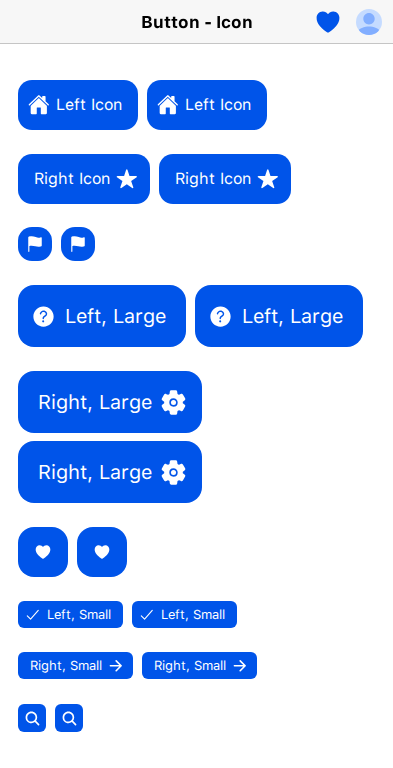 Button - Icon
Left Icon Left Icon
Right Icon Right Icon
Left, Large Left, Large
Right, Large
Right, Large
Left, Small Left, Small
Right, Small Right, Small